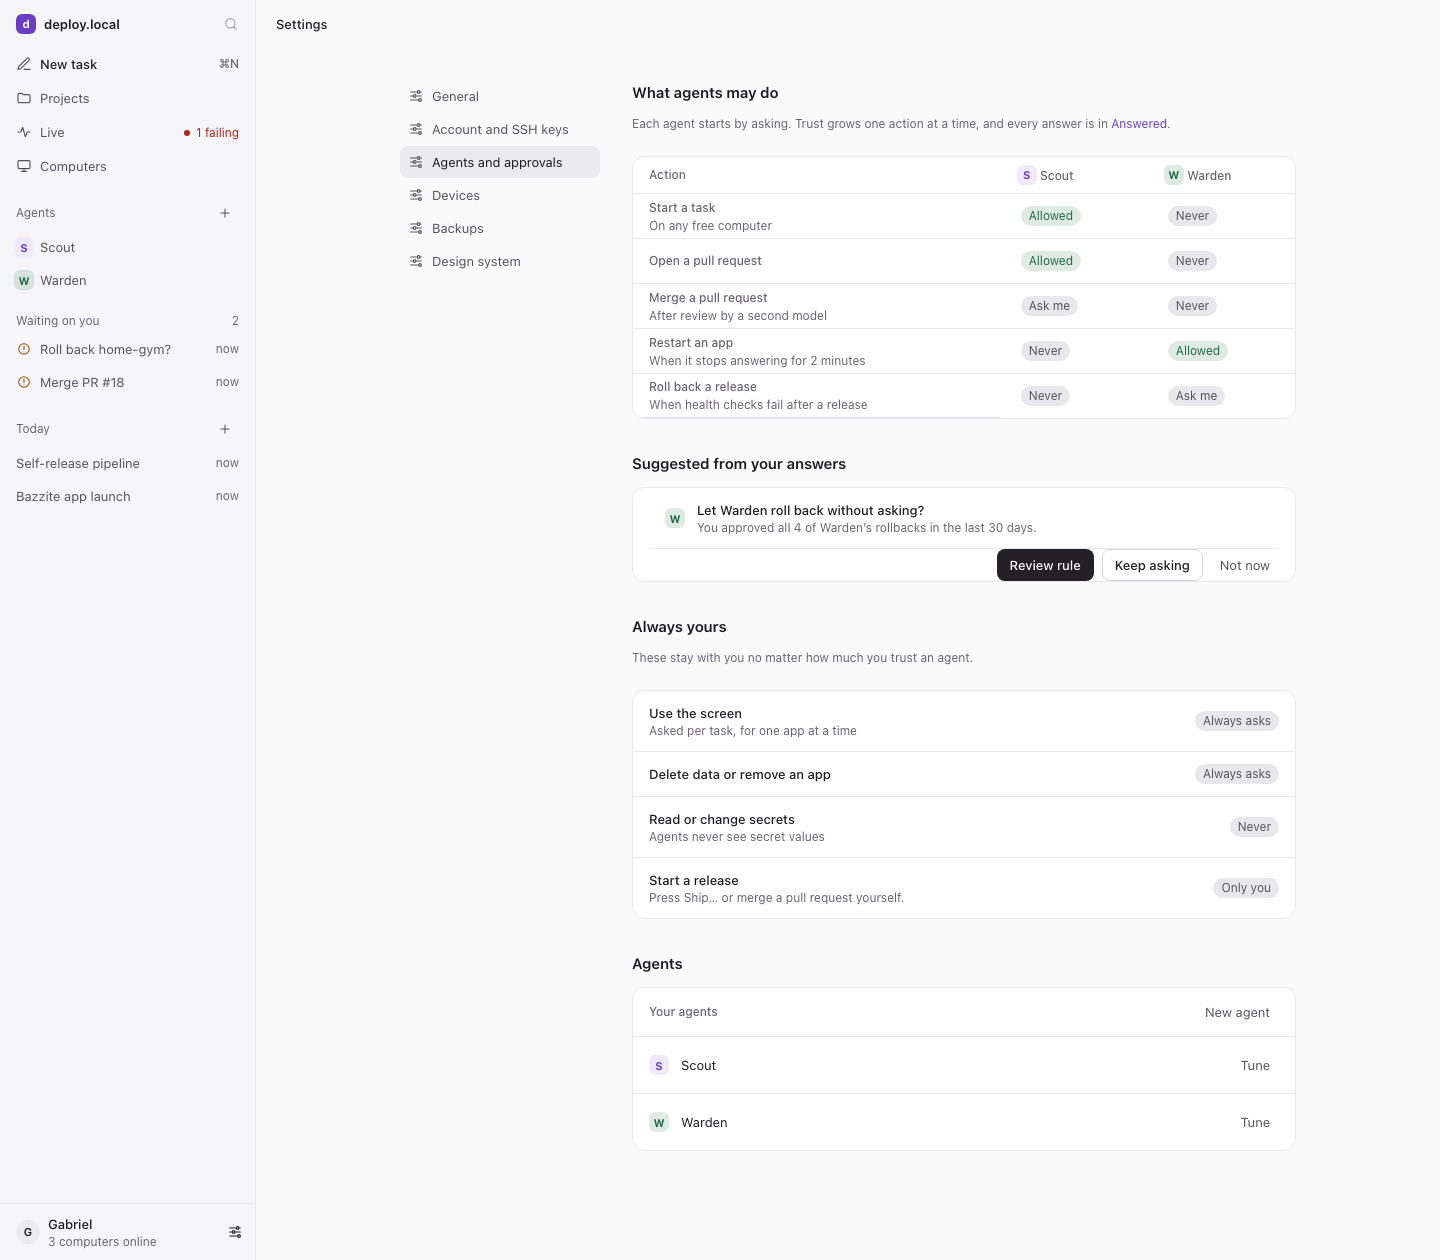 d deploy.local
New task ⌘N
Projects
Live 1 failing
Computers
Agents
S Scout
W Warden
Waiting on you 2
Roll back home-gym? now
Merge PR #18 now
Today
Self-release pipeline now
Bazzite app launch now
G Gabriel
3 computers online
Settings
General
Account and SSH keys
Agents and approvals
Devices
Backups
Design system
What agents may do
Each agent starts by asking. Trust grows one action at a time, and every answer is in Answered.
Action S Scout W Warden
Start a task
On any free computer
Allowed Never
Open a pull request Allowed Never
Merge a pull request
After review by a second model
Ask me Never
Restart an app
When it stops answering for 2 minutes
Never Allowed
Roll back a release
When health checks fail after a release
Never Ask me
Suggested from your answers
W Let Warden roll back without asking?
You approved all 4 of Warden's rollbacks in the last 30 days.
Review rule Keep asking Not now
Always yours
These stay with you no matter how much you trust an agent.
Use the screen
Asked per task, for one app at a time
Always asks
Delete data or remove an app Always asks
Read or change secrets
Agents never see secret values
Never
Start a release
Press Ship... or merge a pull request yourself.
Only you
Agents
Your agents New agent
S Scout Tune
W Warden Tune